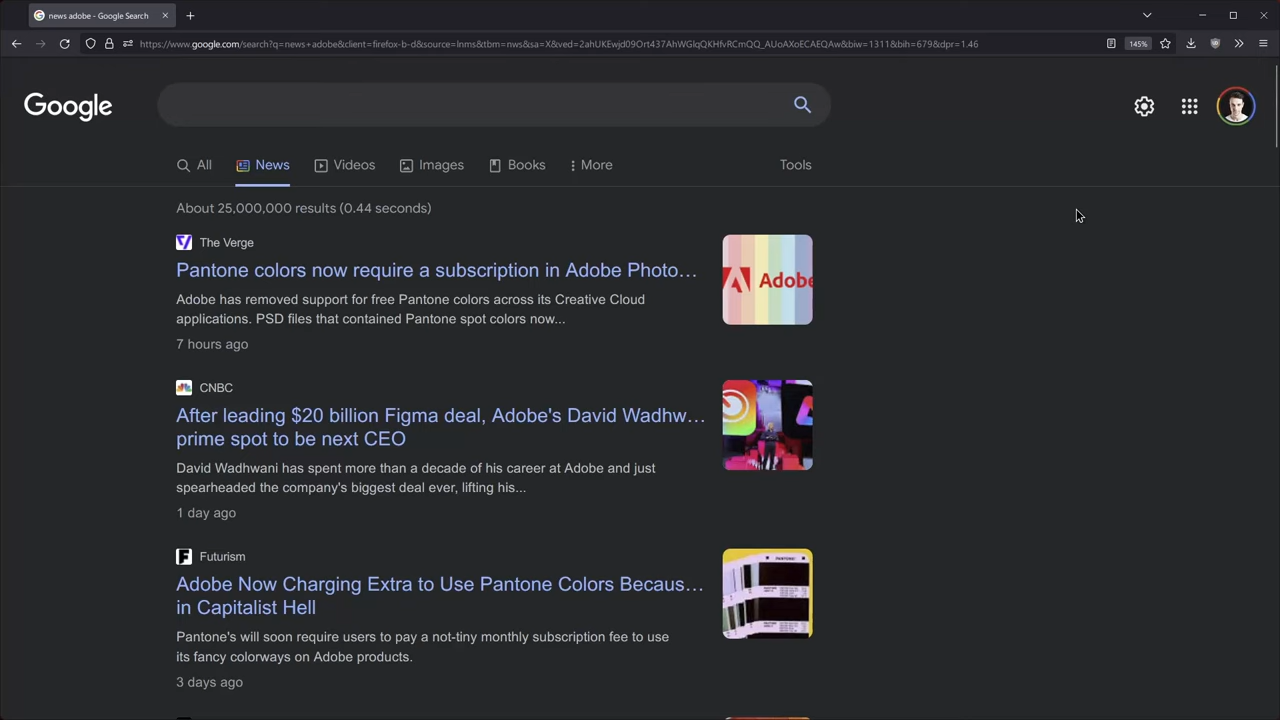 news adobe - Google Search
https://www.google.com/search?q=news+adobe&client=firefox-b-d&source=lnms&tbm=nws&sa=X&ved=2ahUKEwjd09Ort437AhWGlqQKHfvRCmQQ_AUoAXoECAEQAw&biw=1311&bih=679&dpr=1.46
145%
Google
All
News
Videos
Images
Books
More
Tools
About 25,000,000 results (0.44 seconds)
The Verge
Pantone colors now require a subscription in Adobe Photo...
Adobe has removed support for free Pantone colors across its Creative Cloud
applications. PSD files that contained Pantone spot colors now...
7 hours ago
Adobe
CNBC
After leading $20 billion Figma deal, Adobe's David Wadhw...
prime spot to be next CEO
David Wadhwani has spent more than a decade of his career at Adobe and just
spearheaded the company's biggest deal ever, lifting his...
1 day ago
Futurism
Adobe Now Charging Extra to Use Pantone Colors Becaus...
in Capitalist Hell
Pantone's will soon require users to pay a not-tiny monthly subscription fee to use
its fancy colorways on Adobe products.
3 days ago